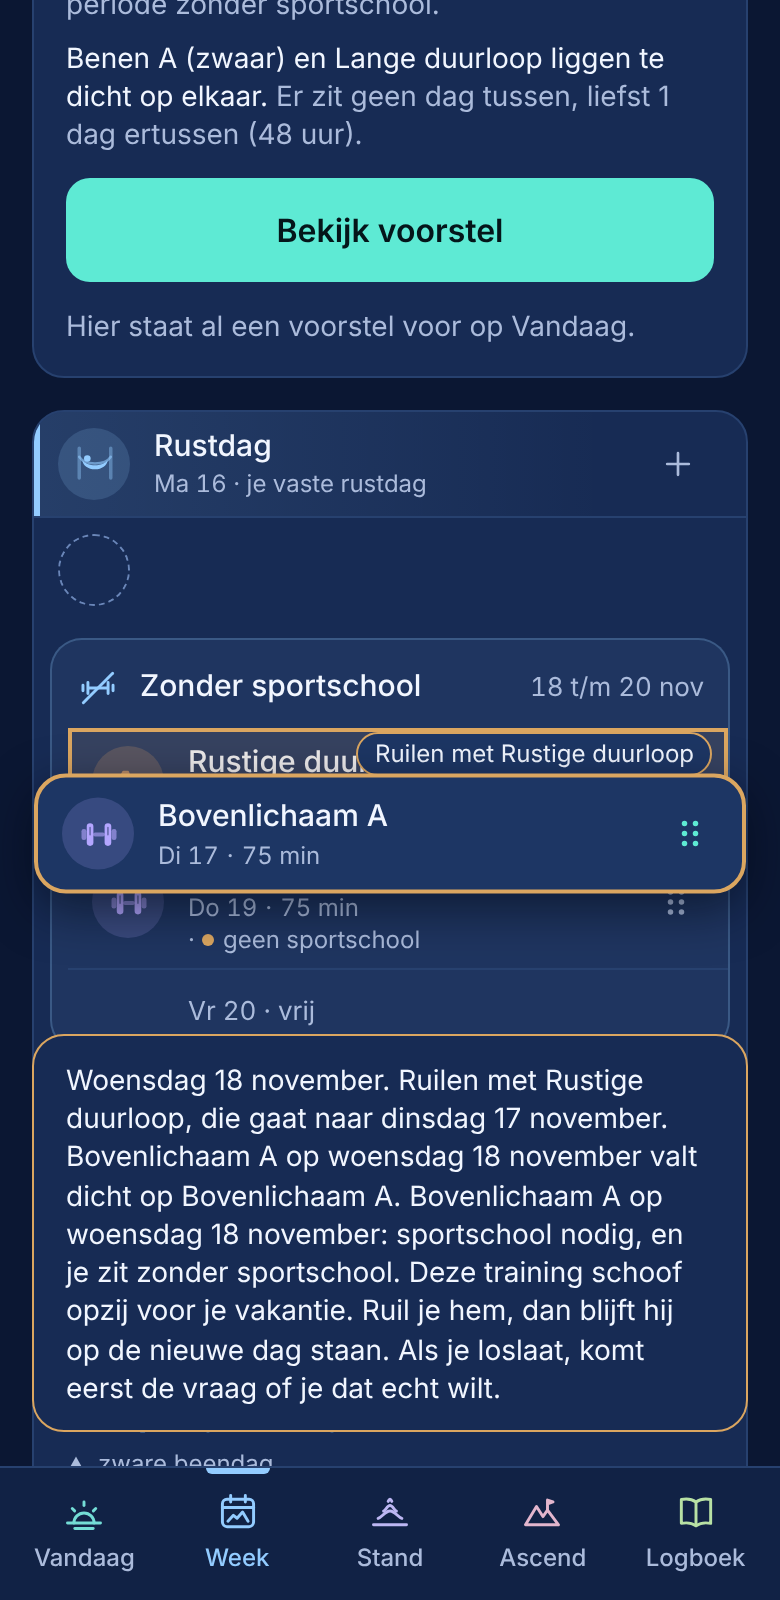 periode zonder sportschool.
Benen A (zwaar) en Lange duurloop liggen te
dicht op elkaar. Er zit geen dag tussen, liefst 1
dag ertussen (48 uur).
Bekijk voorstel
Hier staat al een voorstel voor op Vandaag.
Rustdag
Ma 16 · je vaste rustdag
Zonder sportschool
18 t/m 20 nov
Rustige duur
Ruilen met Rustige duurloop
Bovenlichaam A
Di 17 · 75 min
Do 19 · 75 min
· geen sportschool
Vr 20 · vrij
Woensdag 18 november. Ruilen met Rustige
duurloop, die gaat naar dinsdag 17 november.
Bovenlichaam A op woensdag 18 november valt
dicht op Bovenlichaam A. Bovenlichaam A op
woensdag 18 november: sportschool nodig, en
je zit zonder sportschool. Deze training schoof
opzij voor je vakantie. Ruil je hem, dan blijft hij
op de nieuwe dag staan. Als je loslaat, komt
eerst de vraag of je dat echt wilt.
zware beendag
Vandaag
Week
Stand
Ascend
Logboek